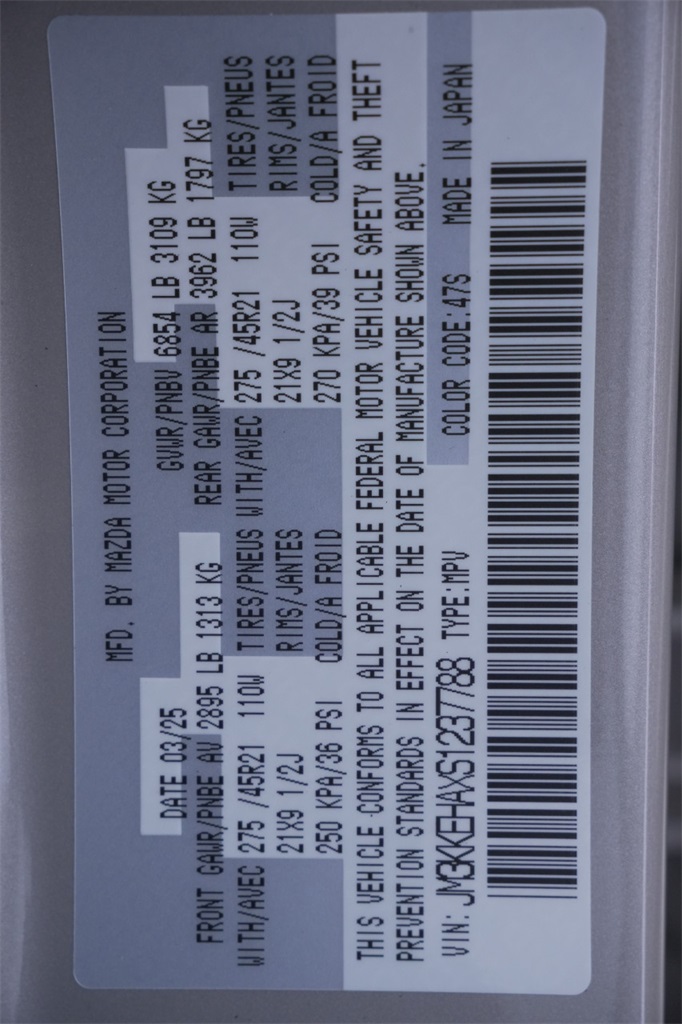 MFD. BY MAZDA MOTOR CORPORATION
DATE 03/25 GVWR/PNBV 6854 LB 3109 KG
FRONT GAWR/PNBE AV 2895 LB 1313 KG REAR GAWR/PNBE AR 3962 LB 1797 KG
WITH/AVEC 275 /45R21 110W TIRES/PNEUS WITH/AVEC 275 /45R21 110W TIRES/PNEUS
21X9 1/2J RIMS/JANTES 21X9 1/2J RIMS/JANTES
250 KPA/36 PSI COLD/A FROID 270 KPA/39 PSI COLD/A FROID
THIS VEHICLE CONFORMS TO ALL APPLICABLE FEDERAL MOTOR VEHICLE SAFETY AND THEFT
PREVENTION STANDARDS IN EFFECT ON THE DATE OF MANUFACTURE SHOWN ABOVE.
VIN: JM3KKEHAXS1237788 TYPE:MPV COLOR CODE:47S MADE IN JAPAN